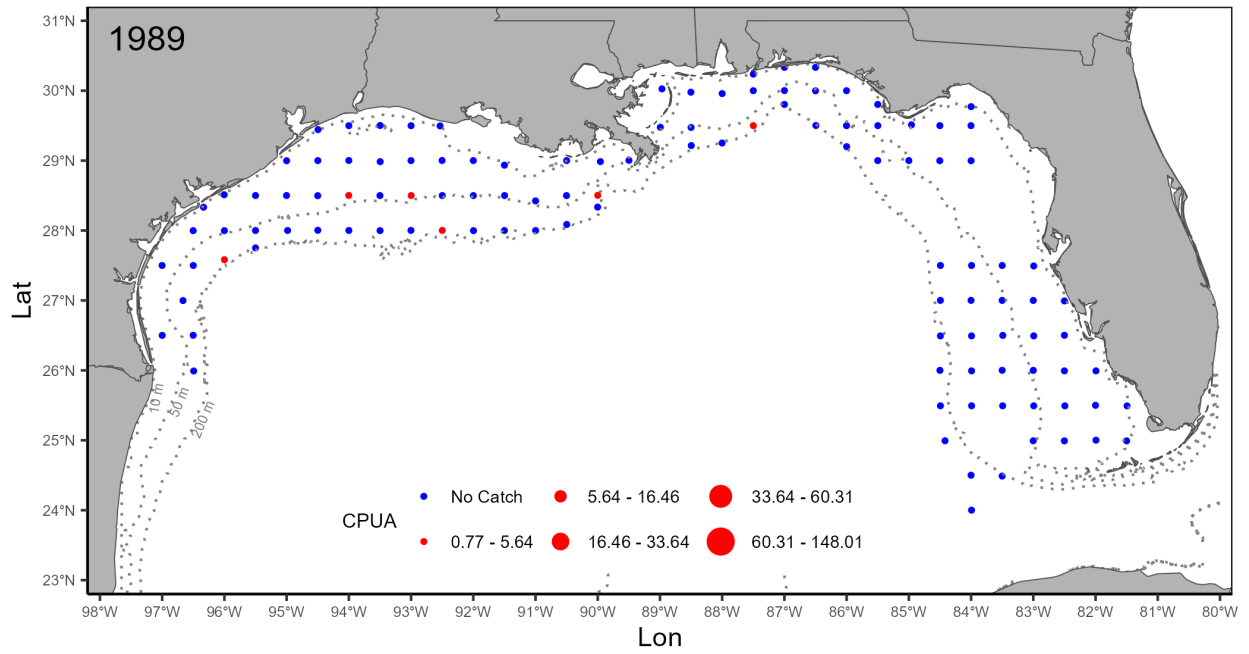 1989
31°N
30°N
29°N
28°N
27°N
26°N
25°N
24°N
23°N
Lat
10 m
50 m
200 m
CPUA
No Catch
5.64 - 16.46
33.64 - 60.31
0.77 - 5.64
16.46 - 33.64
60.31 - 148.01
98°W 97°W 96°W 95°W 94°W 93°W 92°W 91°W 90°W 89°W 88°W 87°W 86°W 85°W 84°W 83°W 82°W 81°W 80°W
Lon